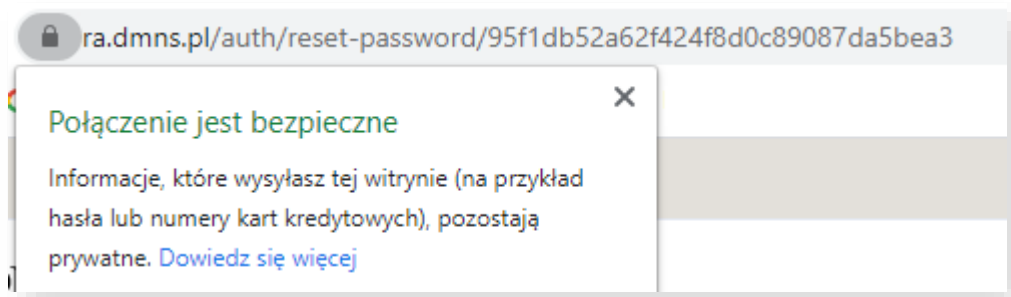 ra.dmns.pl/auth/reset-password/95f1db52a62f424f8d0c89087da5bea3
Połączenie jest bezpieczne
Informacje, które wysyłasz tej witrynie (na przykład
hasła lub numery kart kredytowych), pozostają
prywatne. Dowiedz się więcej